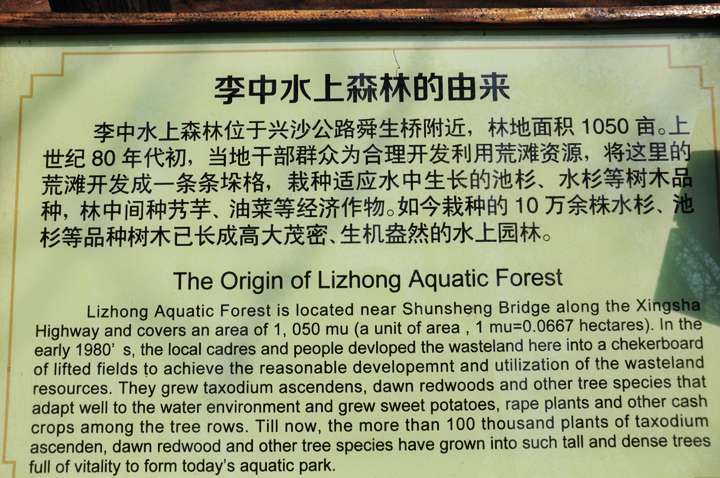 李中水上森林的由来
李中水上森林位于兴沙公路舜生桥附近，林地面积 1050 亩。上
世纪 80 年代初，当地干部群众为合理开发利用荒滩资源，将这里的
荒滩开发成一条条垛格，栽种适应水中生长的池杉、水杉等树木品
种，林中间种艿芋、油菜等经济作物。如今栽种的 10 万余株水杉、池
杉等品种树木已长成高大茂密、生机盎然的水上园林。
The Origin of Lizhong Aquatic Forest
Lizhong Aquatic Forest is located near Shunsheng Bridge along the Xingsha
Highway and covers an area of 1, 050 mu (a unit of area , 1 mu=0.0667 hectares). In the
early 1980’ s, the local cadres and people devloped the wasteland here into a chekerboard
of lifted fields to achieve the reasonable developemnt and utilization of the wasteland
resources. They grew taxodium ascendens, dawn redwoods and other tree species that
adapt well to the water environment and grew sweet potatoes, rape plants and other cash
crops among the tree rows. Till now, the more than 100 thousand plants of taxodium
ascenden, dawn redwood and other tree species have grown into such tall and dense trees
full of vitality to form today's aquatic park.